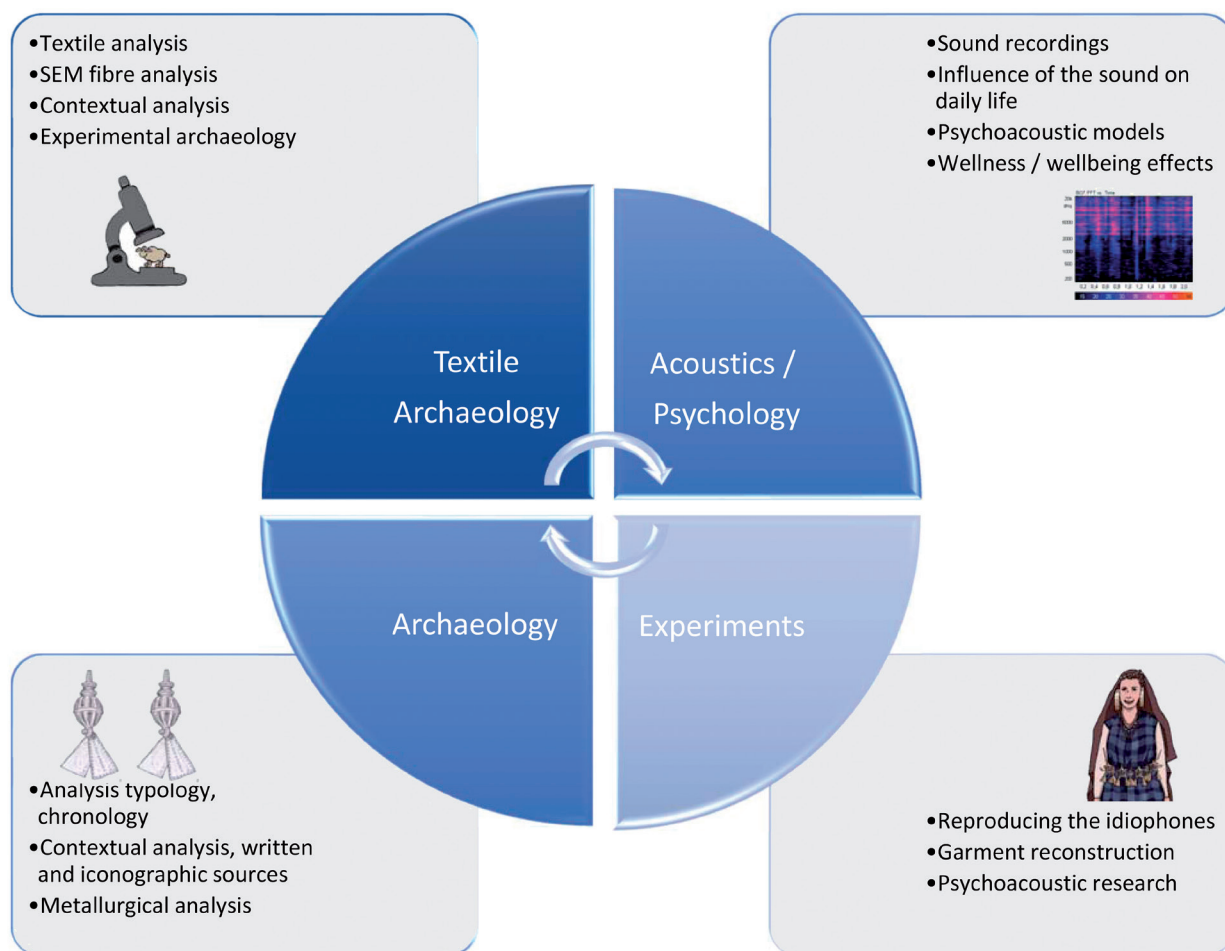 •Textile analysis
•SEM fibre analysis
•Contextual analysis
•Experimental archaeology
•Sound recordings
•Influence of the sound on
daily life
•Psychoacoustic models
•Wellness / wellbeing effects
Textile
Archaeology
Acoustics /
Psychology
Archaeology
Experiments
•Analysis typology,
chronology
•Contextual analysis, written
and iconographic sources
•Metallurgical analysis
•Reproducing the idiophones
•Garment reconstruction
•Psychoacoustic research